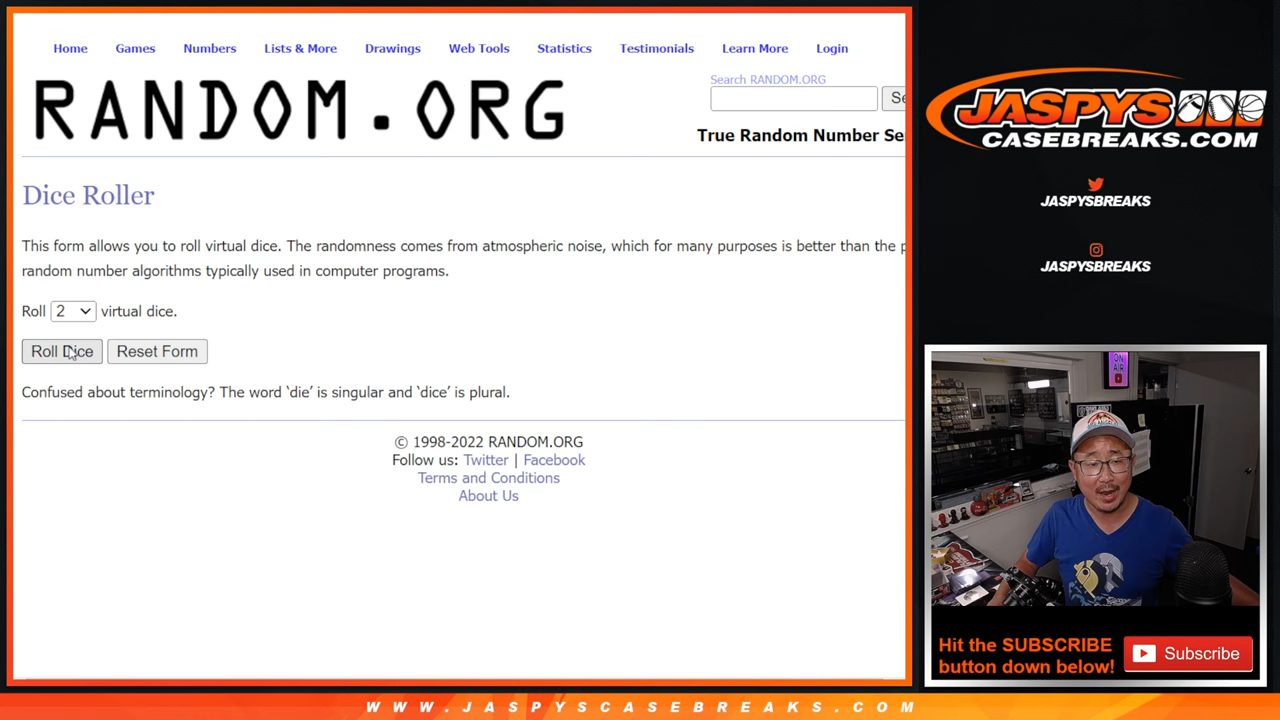 Home Games Numbers Lists & More Drawings Web Tools Statistics Testimonials Learn More Login
RANDOM.ORG
Search RANDOM.ORG
Se
True Random Number Se
Dice Roller
This form allows you to roll virtual dice. The randomness comes from atmospheric noise, which for many purposes is better than the p
random number algorithms typically used in computer programs.
Roll 2 virtual dice.
Roll Dice Reset Form
Confused about terminology? The word ‘die’ is singular and ‘dice’ is plural.
© 1998-2022 RANDOM.ORG
Follow us: Twitter | Facebook
Terms and Conditions
About Us
JASPYS
CASEBREAKS.COM
JASPYSBREAKS
JASPYSBREAKS
ON
AIR
Hit the SUBSCRIBE
button down below!
Subscribe
WWW.JASPYSCASEBREAKS.COM